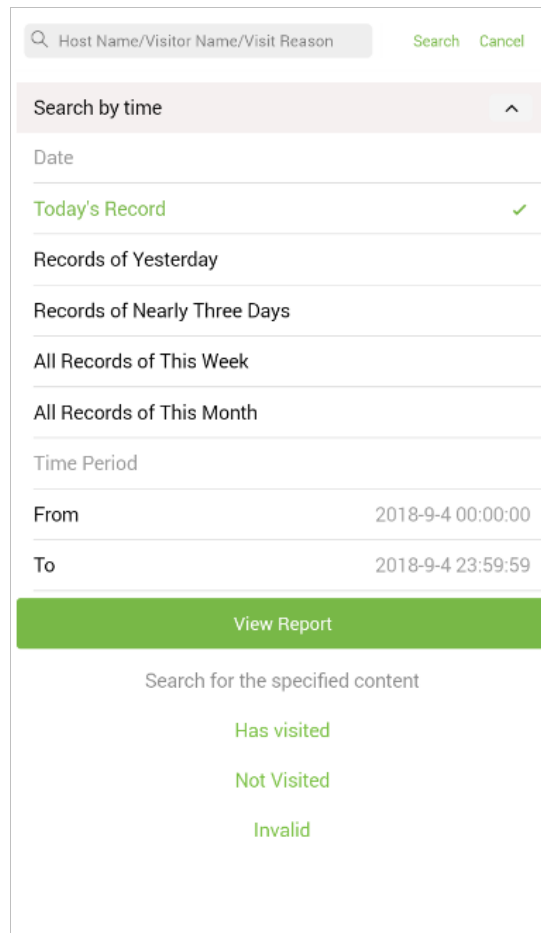 Host Name/Visitor Name/Visit Reason Search Cancel
Search by time
Date
Today's Record
Records of Yesterday
Records of Nearly Three Days
All Records of This Week
All Records of This Month
Time Period
From 2018-9-4 00:00:00
To 2018-9-4 23:59:59
View Report
Search for the specified content
Has visited
Not Visited
Invalid